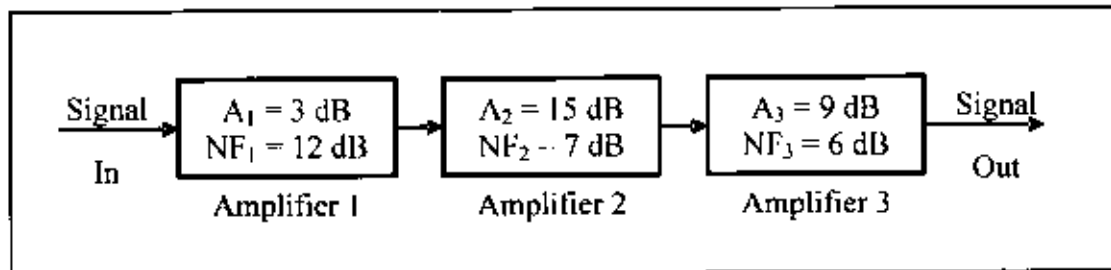 Signal
In
A₁ = 3 dB
NF₁ = 12 dB
Amplifier 1
A₂ = 15 dB
NF₂ - 7 dB
Amplifier 2
A₃ = 9 dB
NF₃ = 6 dB
Amplifier 3
Signal
Out